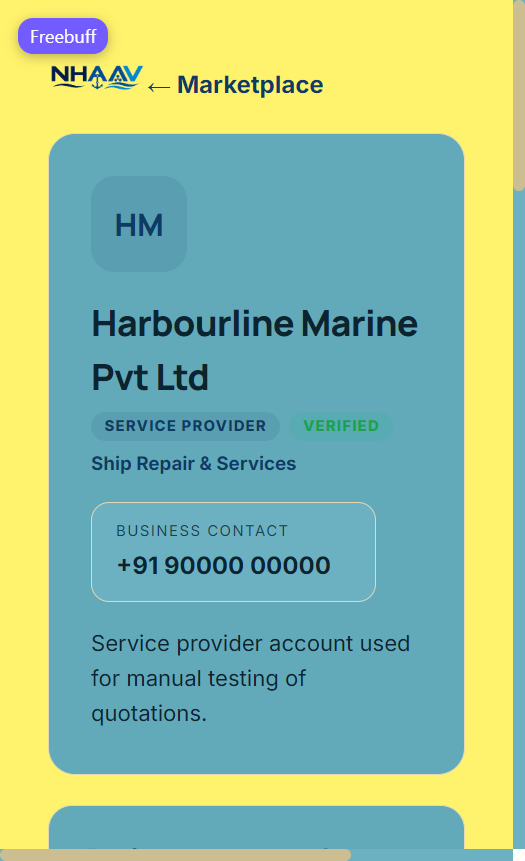 Freebuff
NHAAV
← Marketplace
HM
Harbourline Marine
Pvt Ltd
SERVICE PROVIDER VERIFIED
Ship Repair & Services
BUSINESS CONTACT
+91 90000 00000
Service provider account used
for manual testing of
quotations.